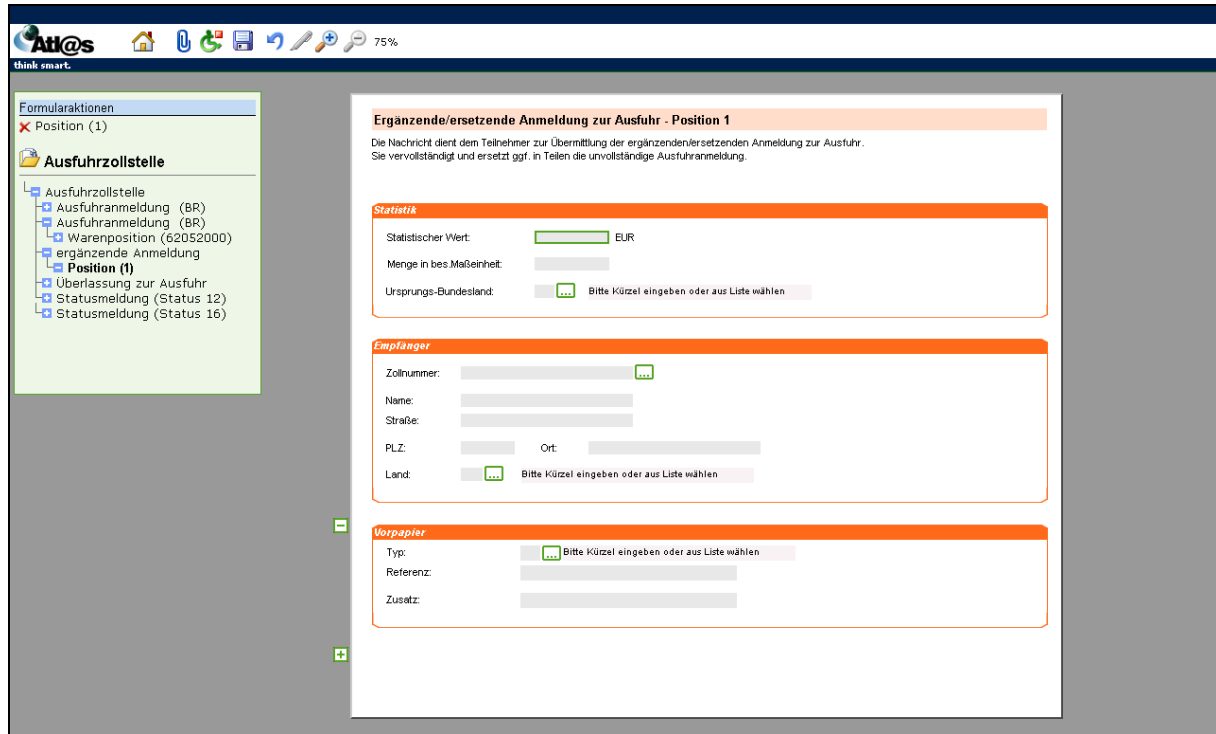 Atl@s
75%
think smart.
Formularaktionen
Position (1)
Ausfuhrzollstelle
Ausfuhrzollstelle
Ausfuhranmeldung (BR)
Ausfuhranmeldung (BR)
Warenposition (62052000)
ergänzende Anmeldung
Position (1)
Überlassung zur Ausfuhr
Statusmeldung (Status 12)
Statusmeldung (Status 16)
Ergänzende/ersetzende Anmeldung zur Ausfuhr - Position 1
Die Nachricht dient dem Teilnehmer zur Übermittlung der ergänzenden/ersetzenden Anmeldung zur Ausfuhr.
Sie vervollständigt und ersetzt ggf. in Teilen die unvollständige Ausfuhranmeldung.
Statistik
Statistischer Wert: EUR
Menge in bes.Maßeinheit:
Ursprungs-Bundesland: ... Bitte Kürzel eingeben oder aus Liste wählen
Empfänger
Zollnummer: ...
Name:
Straße:
PLZ: Ort:
Land: ... Bitte Kürzel eingeben oder aus Liste wählen
Vorpapier
Typ: ... Bitte Kürzel eingeben oder aus Liste wählen
Referenz:
Zusatz: